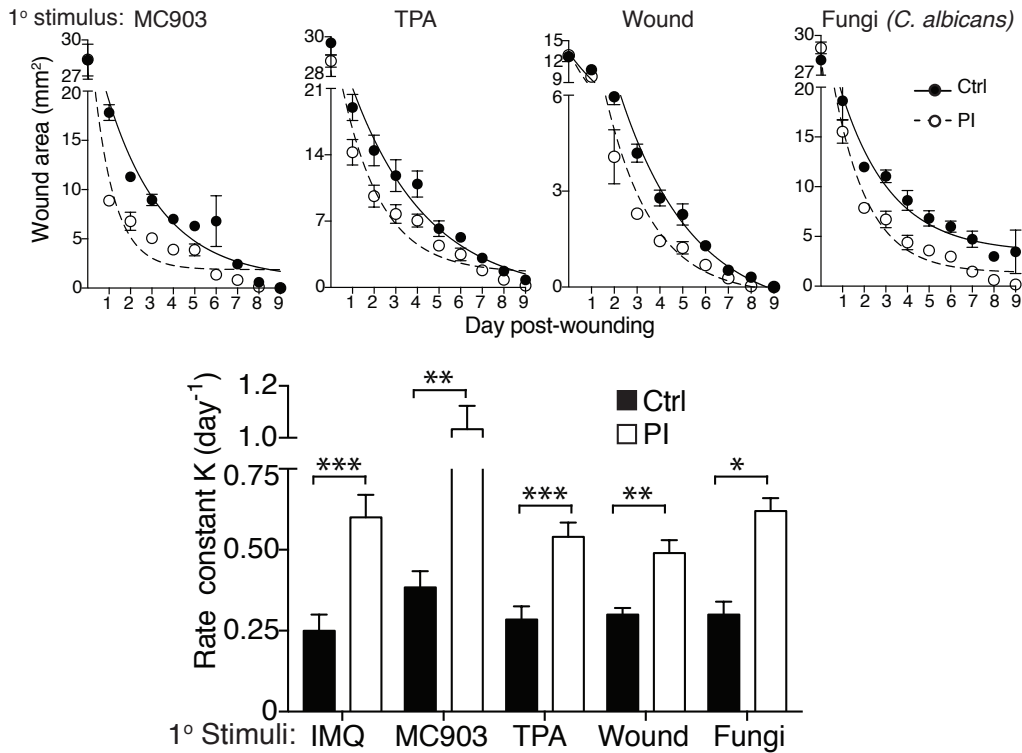 1° stimulus: MC903
TPA
Wound
Fungi (C. albicans)
Wound area (mm²)
30
27
20
15
10
5
0
1 2 3 4 5 6 7 8 9
30
28
21
14
7
0
1 2 3 4 5 6 7 8 9
15
12
9
6
3
0
1 2 3 4 5 6 7 8 9
30
27
20
15
10
5
0
1 2 3 4 5 6 7 8 9
Ctrl
PI
Day post-wounding
Rate constant K (day⁻¹)
1.2
1.0
0.75
0.50
0.25
0
** 
*** 
*** 
** 
*
Ctrl
PI
1° Stimuli: IMQ MC903 TPA Wound Fungi